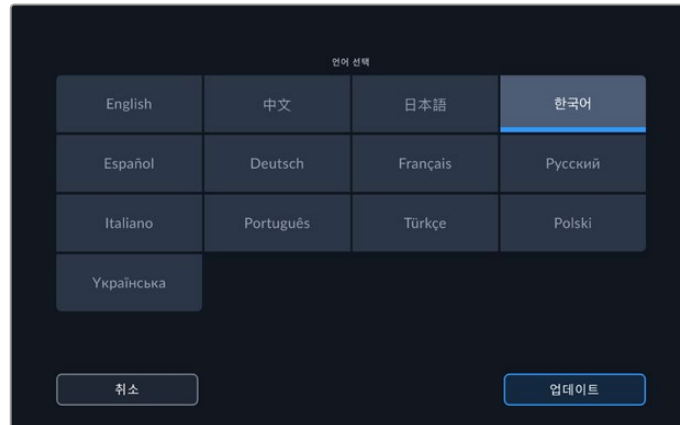 언어 선택
English 中文 日本語 한국어
Español Deutsch Français Русский
Italiano Português Türkçe Polski
Українська
취소 업데이트